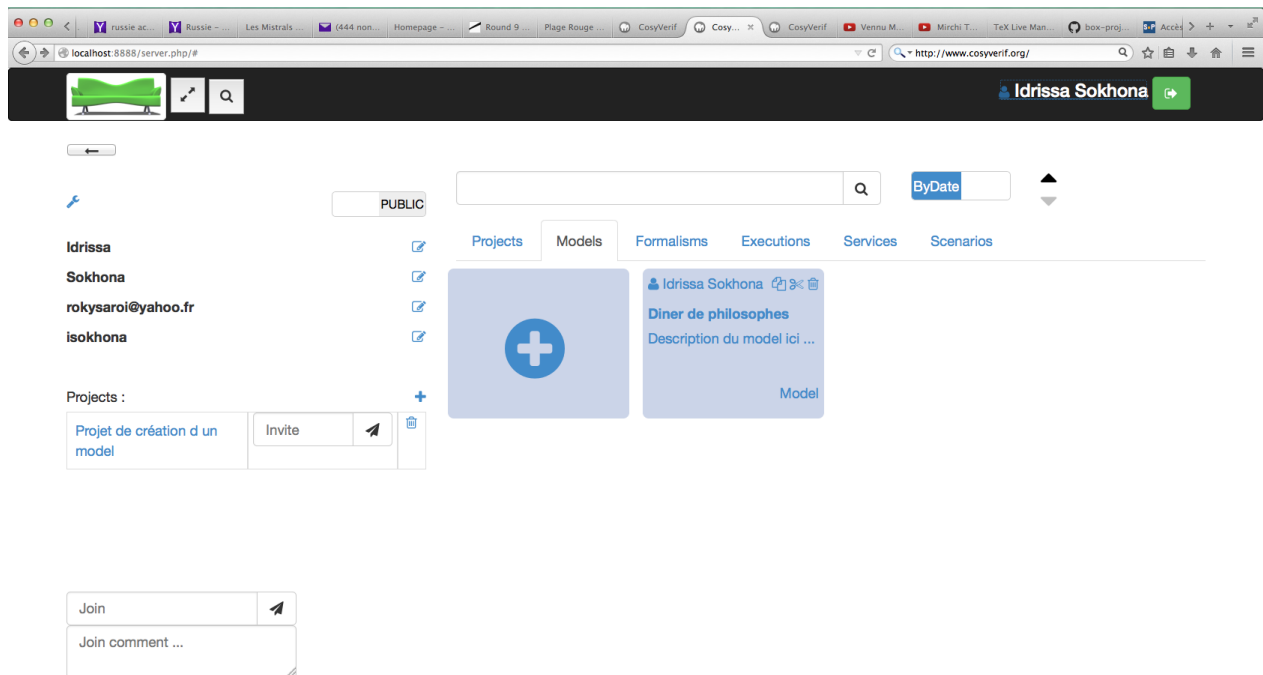 russie ac...
Russie – ...
Les Mistrals ...
(444 non...
Homepage – ...
Round 9 ...
Plage Rouge ...
CosyVerif
Cosy... ×
CosyVerif
Vennu M...
Mirchi T...
TeX Live Man...
box-proj...
Accès
localhost:8888/server.php/#
http://www.cosyverif.org/
Idrissa Sokhona
PUBLIC
ByDate
Idrissa
Sokhona
rokysaroi@yahoo.fr
isokhona
Projects Models Formalisms Executions Services Scenarios
Idrissa Sokhona
Diner de philosophes
Description du model ici ...
Model
Projects :
Projet de création d un
model
Invite
Join
Join comment ...